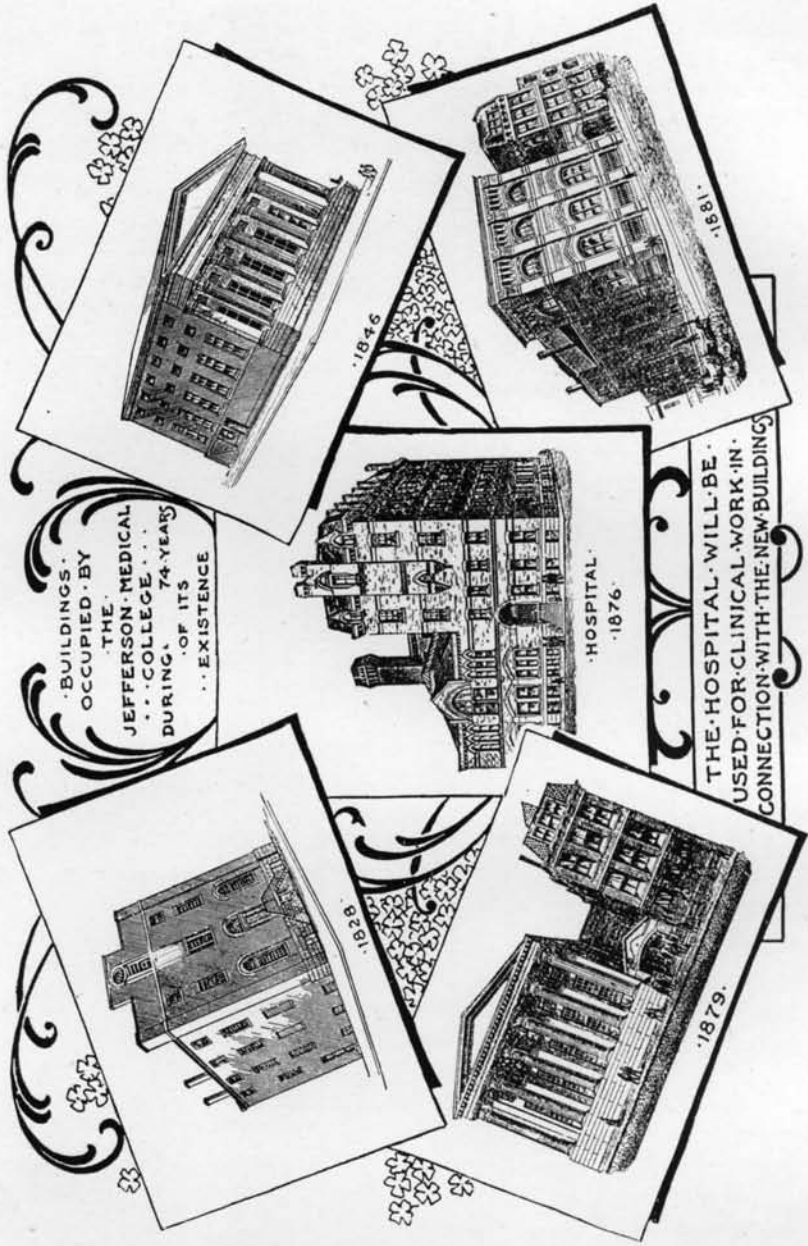 ·BUILDINGS·
OCCUPIED·BY
·THE·
JEFFERSON·MEDICAL
···COLLEGE···
DURING· 74·YEARS
·OF ITS
··EXISTENCE
·1828·
·1846
·HOSPITAL·
·1876·
·1879·
·1881·
THE·HOSPITAL·WILL·BE·
USED·FOR·CLINICAL·WORK·IN·
CONNECTION·WITH·THE·NEW·BUILDINGS